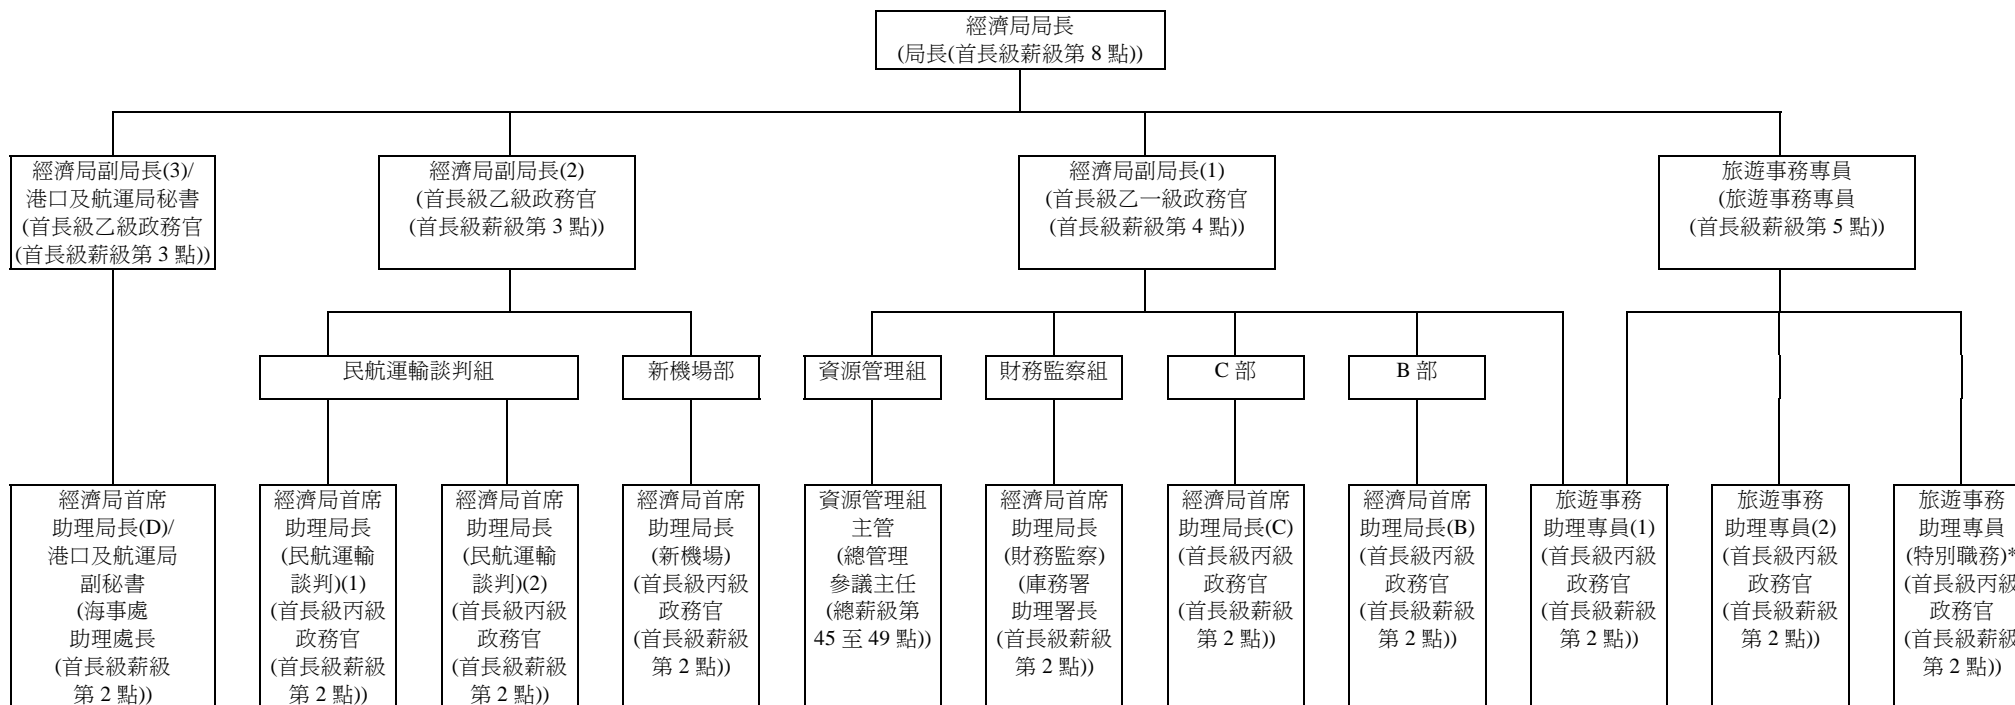 經濟局局長
(局長(首長級薪級第 8 點))
經濟局副局長(3)/
港口及航運局秘書
(首長級乙級政務官
(首長級薪級第 3 點))
經濟局副局長(2)
(首長級乙級政務官
(首長級薪級第 3 點))
經濟局副局長(1)
(首長級乙一級政務官
(首長級薪級第 4 點))
旅遊事務專員
(旅遊事務專員
(首長級薪級第 5 點))
民航運輸談判組
新機場部
資源管理組
財務監察組
C 部
B 部
經濟局首席
助理局長(D)/
港口及航運局
副秘書
(海事處
助理處長
(首長級薪級
第 2 點))
經濟局首席
助理局長
(民航運輸
談判)(1)
(首長級丙級
政務官
(首長級薪級
第 2 點))
經濟局首席
助理局長
(民航運輸
談判)(2)
(首長級丙級
政務官
(首長級薪級
第 2 點))
經濟局首席
助理局長
(新機場)
(首長級丙級
政務官
(首長級薪級
第 2 點))
資源管理組
主管
(總管理
參議主任
(總薪級第
45 至 49 點))
經濟局首席
助理局長
(財務監察)
(庫務署
助理署長
(首長級薪級
第 2 點))
經濟局首席
助理局長(C)
(首長級丙級
政務官
(首長級薪級
第 2 點))
經濟局首席
助理局長(B)
(首長級丙級
政務官
(首長級薪級
第 2 點))
旅遊事務
助理專員(1)
(首長級丙級
政務官
(首長級薪級
第 2 點))
旅遊事務
助理專員(2)
(首長級丙級
政務官
(首長級薪級
第 2 點))
旅遊事務
助理專員
(特別職務)*
(首長級丙級
政務官
(首長級薪級
第 2 點))